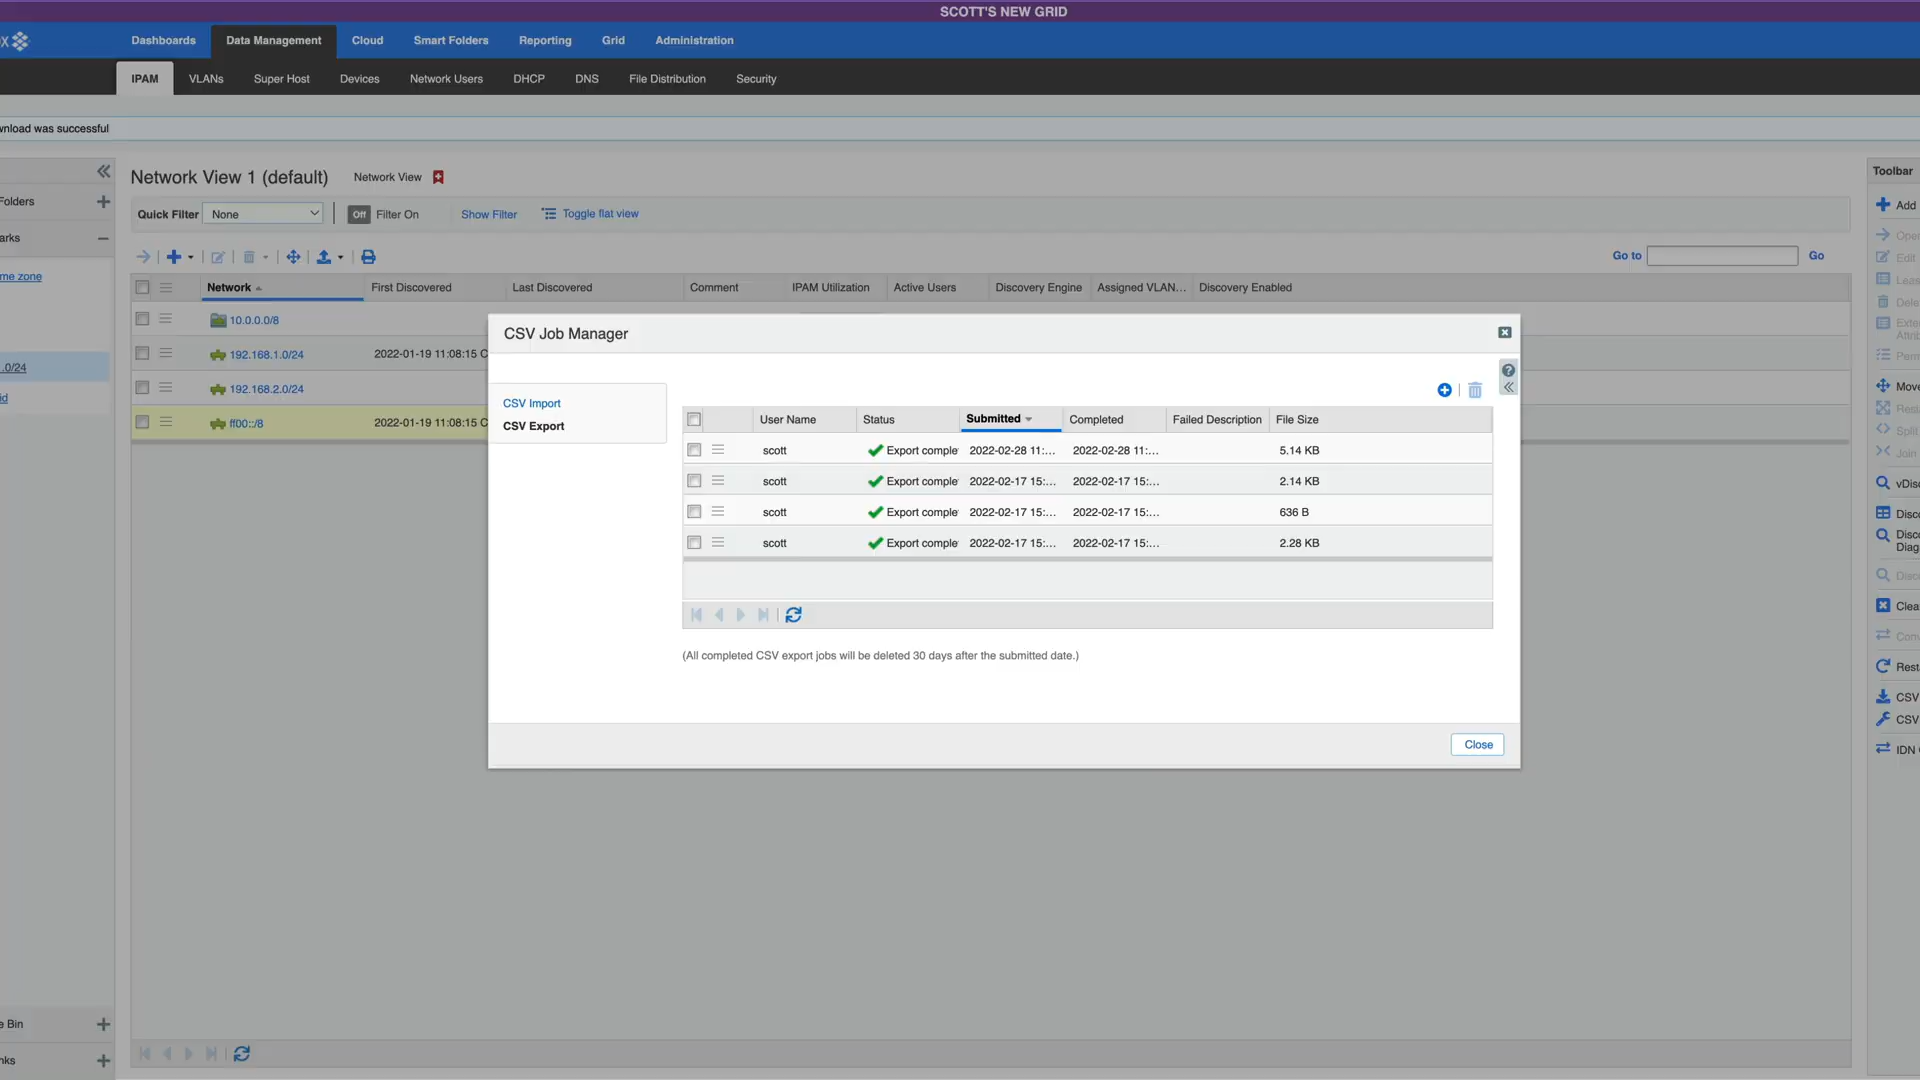 SCOTT'S NEW GRID
Dashboards Data Management Cloud Smart Folders Reporting Grid Administration
IPAM VLANs Super Host Devices Network Users DHCP DNS File Distribution Security
wnload was successful
Folders
arks
me zone
.0/24
id
e Bin
nks
Network View 1 (default) Network View
Quick Filter None Off Filter On Show Filter Toggle flat view
Go to Go
Network First Discovered Last Discovered Comment IPAM Utilization Active Users Discovery Engine Assigned VLAN... Discovery Enabled
10.0.0.0/8
192.168.1.0/24 2022-01-19 11:08:15 C
192.168.2.0/24
ff00::/8 2022-01-19 11:08:15 C
CSV Job Manager
CSV Import
CSV Export
User Name Status Submitted Completed Failed Description File Size
scott Export comple 2022-02-28 11:... 2022-02-28 11:... 5.14 KB
scott Export comple 2022-02-17 15:... 2022-02-17 15:... 2.14 KB
scott Export comple 2022-02-17 15:... 2022-02-17 15:... 636 B
scott Export comple 2022-02-17 15:... 2022-02-17 15:... 2.28 KB
(All completed CSV export jobs will be deleted 30 days after the submitted date.)
Close
Toolbar
Add
Open
Edit
Leas
Dele
Exte
Attrib
Perm
Move
Resi
Split
Join
vDisc
Disco
Disco
Diag
Disc
Clea
Conv
Rest
CSV
CSV
IDN